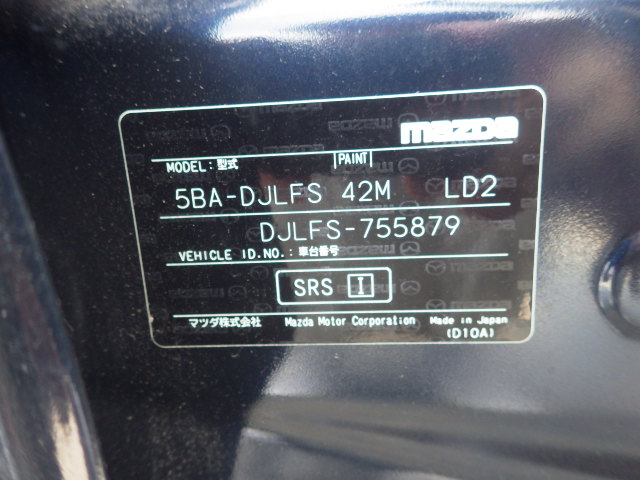 mazda
MODEL:型式 PAINT
5BA-DJLFS 42M LD2
DJLFS-755879
VEHICLE ID.NO.:車台番号
SRS I
マツダ株式会社 Mazda Motor Corporation Made in Japan
(D10A)